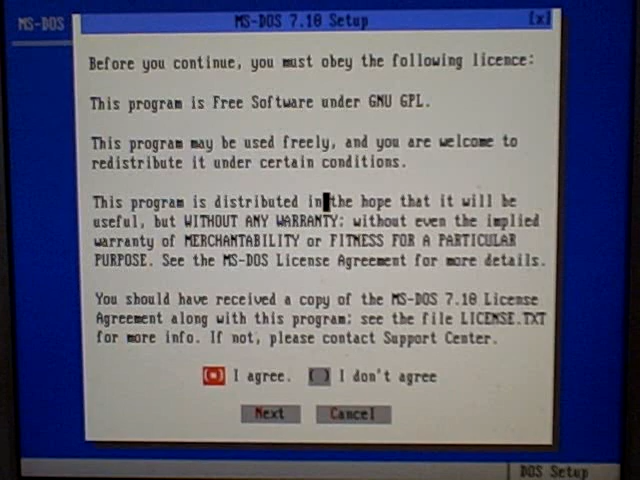 MS-DOS
MS-DOS 7.10 Setup [x]
Before you continue, you must obey the following licence:
This program is Free Software under GNU GPL.
This program may be used freely, and you are welcome to
redistribute it under certain conditions.
This program is distributed in the hope that it will be
useful, but WITHOUT ANY WARRANTY; without even the implied
warranty of MERCHANTABILITY or FITNESS FOR A PARTICULAR
PURPOSE. See the MS-DOS License Agreement for more details.
You should have received a copy of the MS-DOS 7.10 License
Agreement along with this program; see the file LICENSE.TXT
for more info. If not, please contact Support Center.
I agree. I don't agree
Next Cancel
DOS Setup